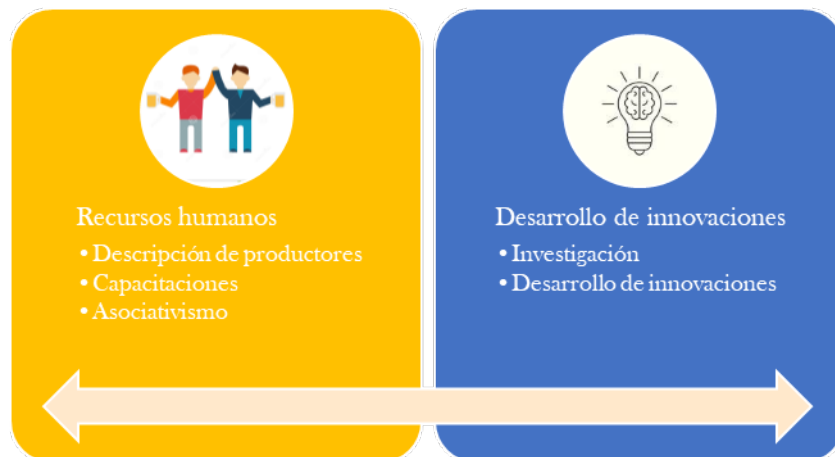 Recursos humanos
• Descripción de productores
• Capacitaciones
• Asociativismo
Desarrollo de innovaciones
• Investigación
• Desarrollo de innovaciones